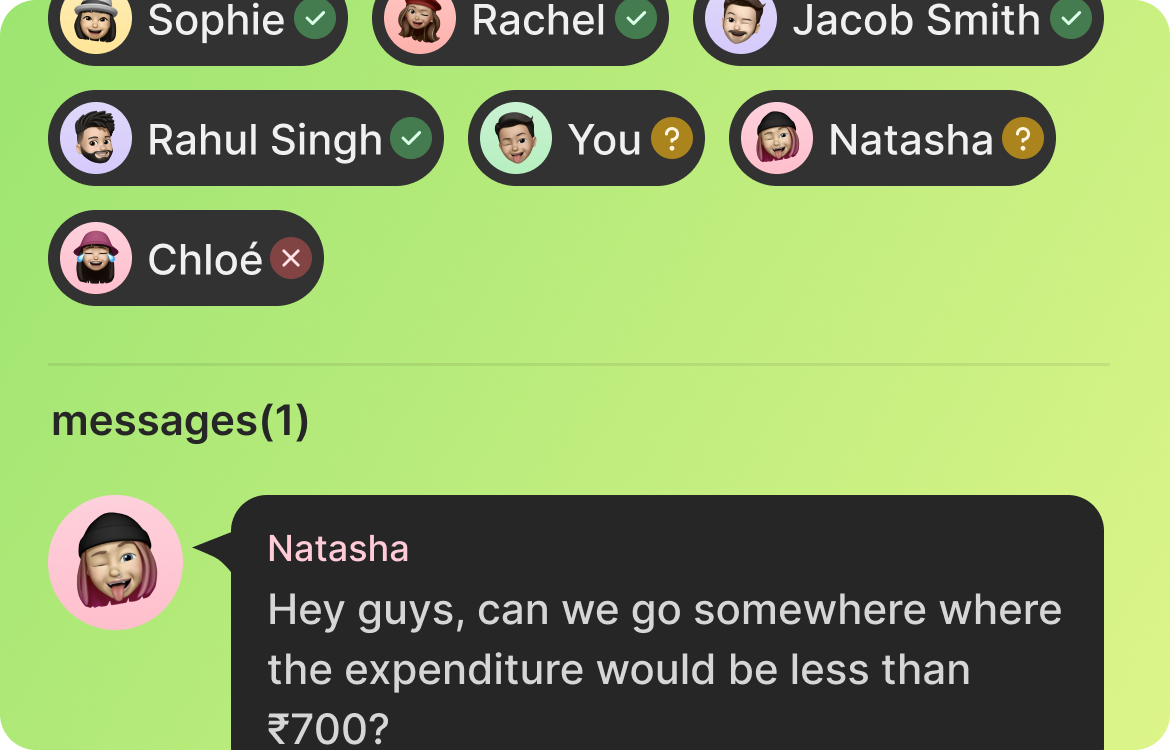 Sophie Rachel Jacob Smith
Rahul Singh You ? Natasha ?
Chloé
messages(1)
Natasha
Hey guys, can we go somewhere where
the expenditure would be less than
₹700?